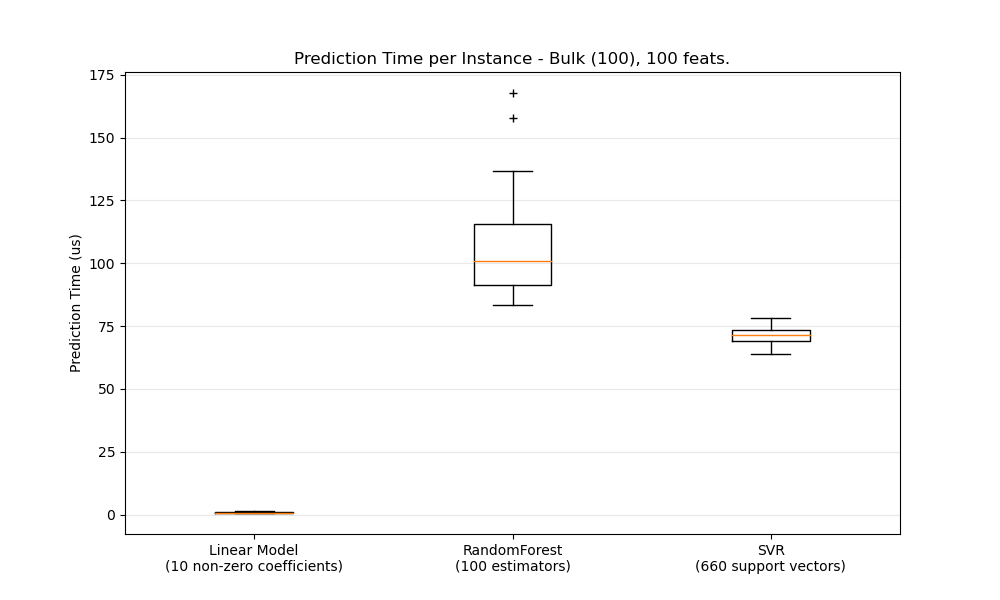 Prediction Time per Instance - Bulk (100), 100 feats.
175
150
125
100
75
50
25
0
Prediction Time (us)
Linear Model
(10 non-zero coefficients)
RandomForest
(100 estimators)
SVR
(660 support vectors)